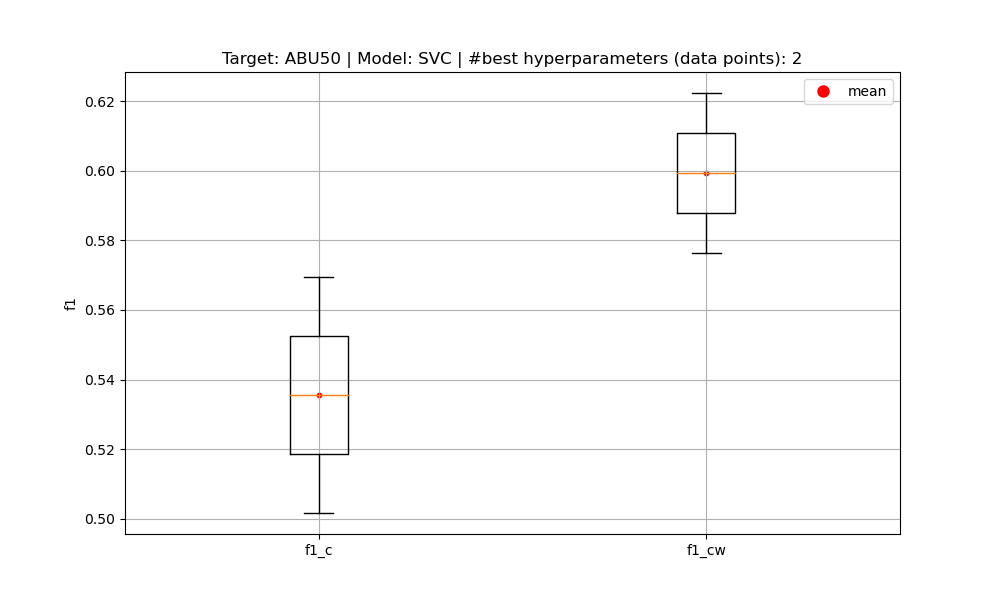 Target: ABU50 | Model: SVC | #best hyperparameters (data points): 2
mean
0.62
0.60
0.58
0.56
0.54
0.52
0.50
f1
f1_c
f1_cw